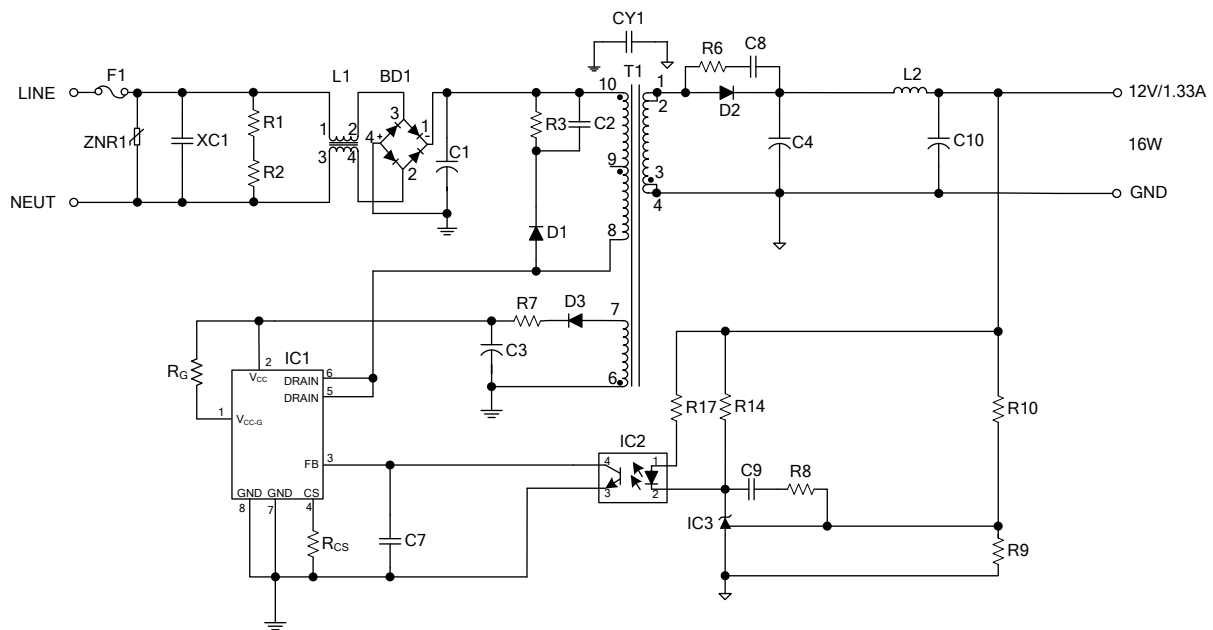 CY1
R6
C8
F1
L1
BD1
T1
10
1
2
D2
L2
LINE
12V/1.33A
3
1
2
4
+
1
-
R1
R3
C2
C1
ZNR1
XC1
C4
C10
16W
3
4
R2
2
9
3
4
NEUT
GND
8
D1
R7
D3
7
C3
IC1
2
VCC
DRAIN
6
DRAIN
5
RG
1
VCC-G
6
R17
R14
R10
IC2
FB
3
4
1
3
2
C9
R8
GND
GND
CS
8
7
4
IC3
RCS
C7
R9